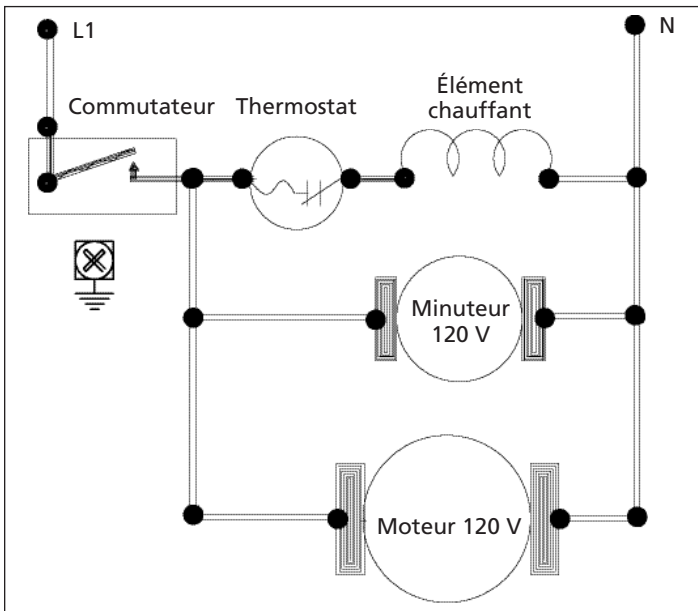 L1
N
Commutateur
Thermostat
Élément
chauffant
Minuteur
120 V
Moteur 120 V